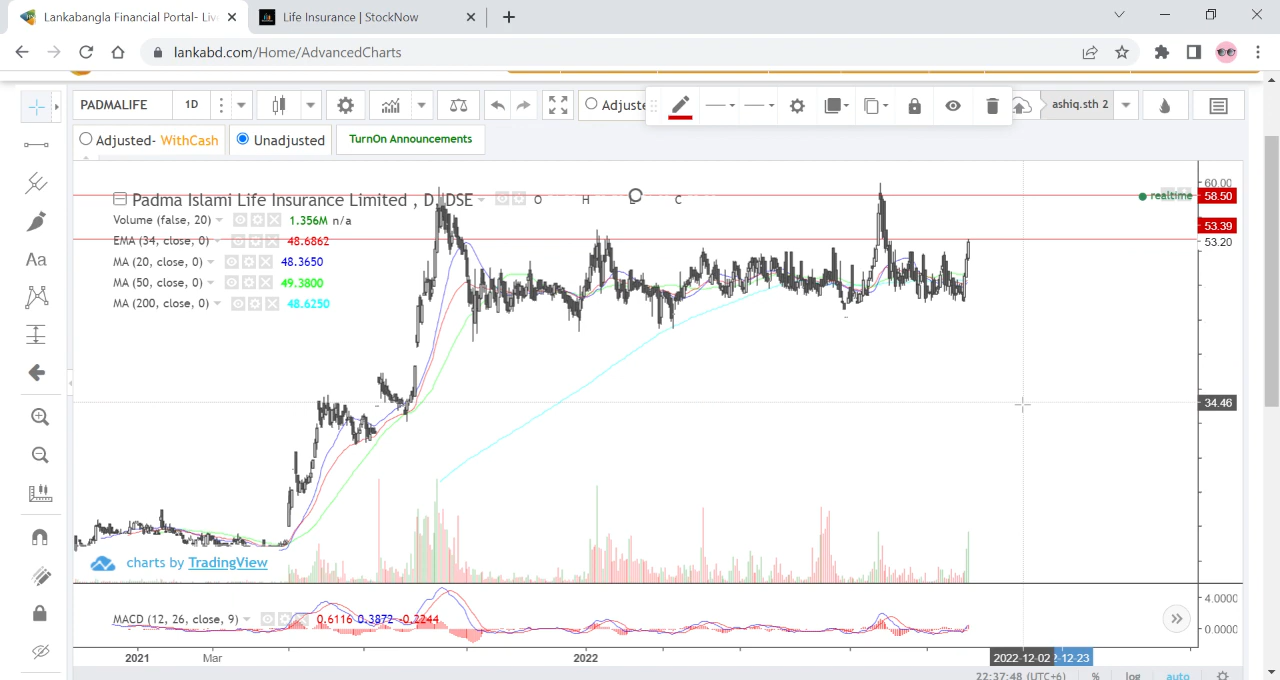 Lankabangla Financial Portal- Liv
Life Insurance | StockNow
lankabd.com/Home/AdvancedCharts
PADMALIFE
1D
Adjuste
ashiq.sth 2
Adjusted- WithCash
Unadjusted
TurnOn Announcements
Padma Islami Life Insurance Limited , D, DSE
O H L C
realtime
Volume (false, 20) 1.356M n/a
EMA (34, close, 0) 48.6862
MA (20, close, 0) 48.3650
MA (50, close, 0) 49.3800
MA (200, close, 0) 48.6250
60.00
58.50
53.39
53.20
34.46
Aa
charts by TradingView
MACD (12, 26, close, 9) 0.6116 0.3872 -0.2244
4.0000
0.0000
2021 Mar 2022 2022-12-02 2-12-23
22:37:48 (UTC+6) % log auto